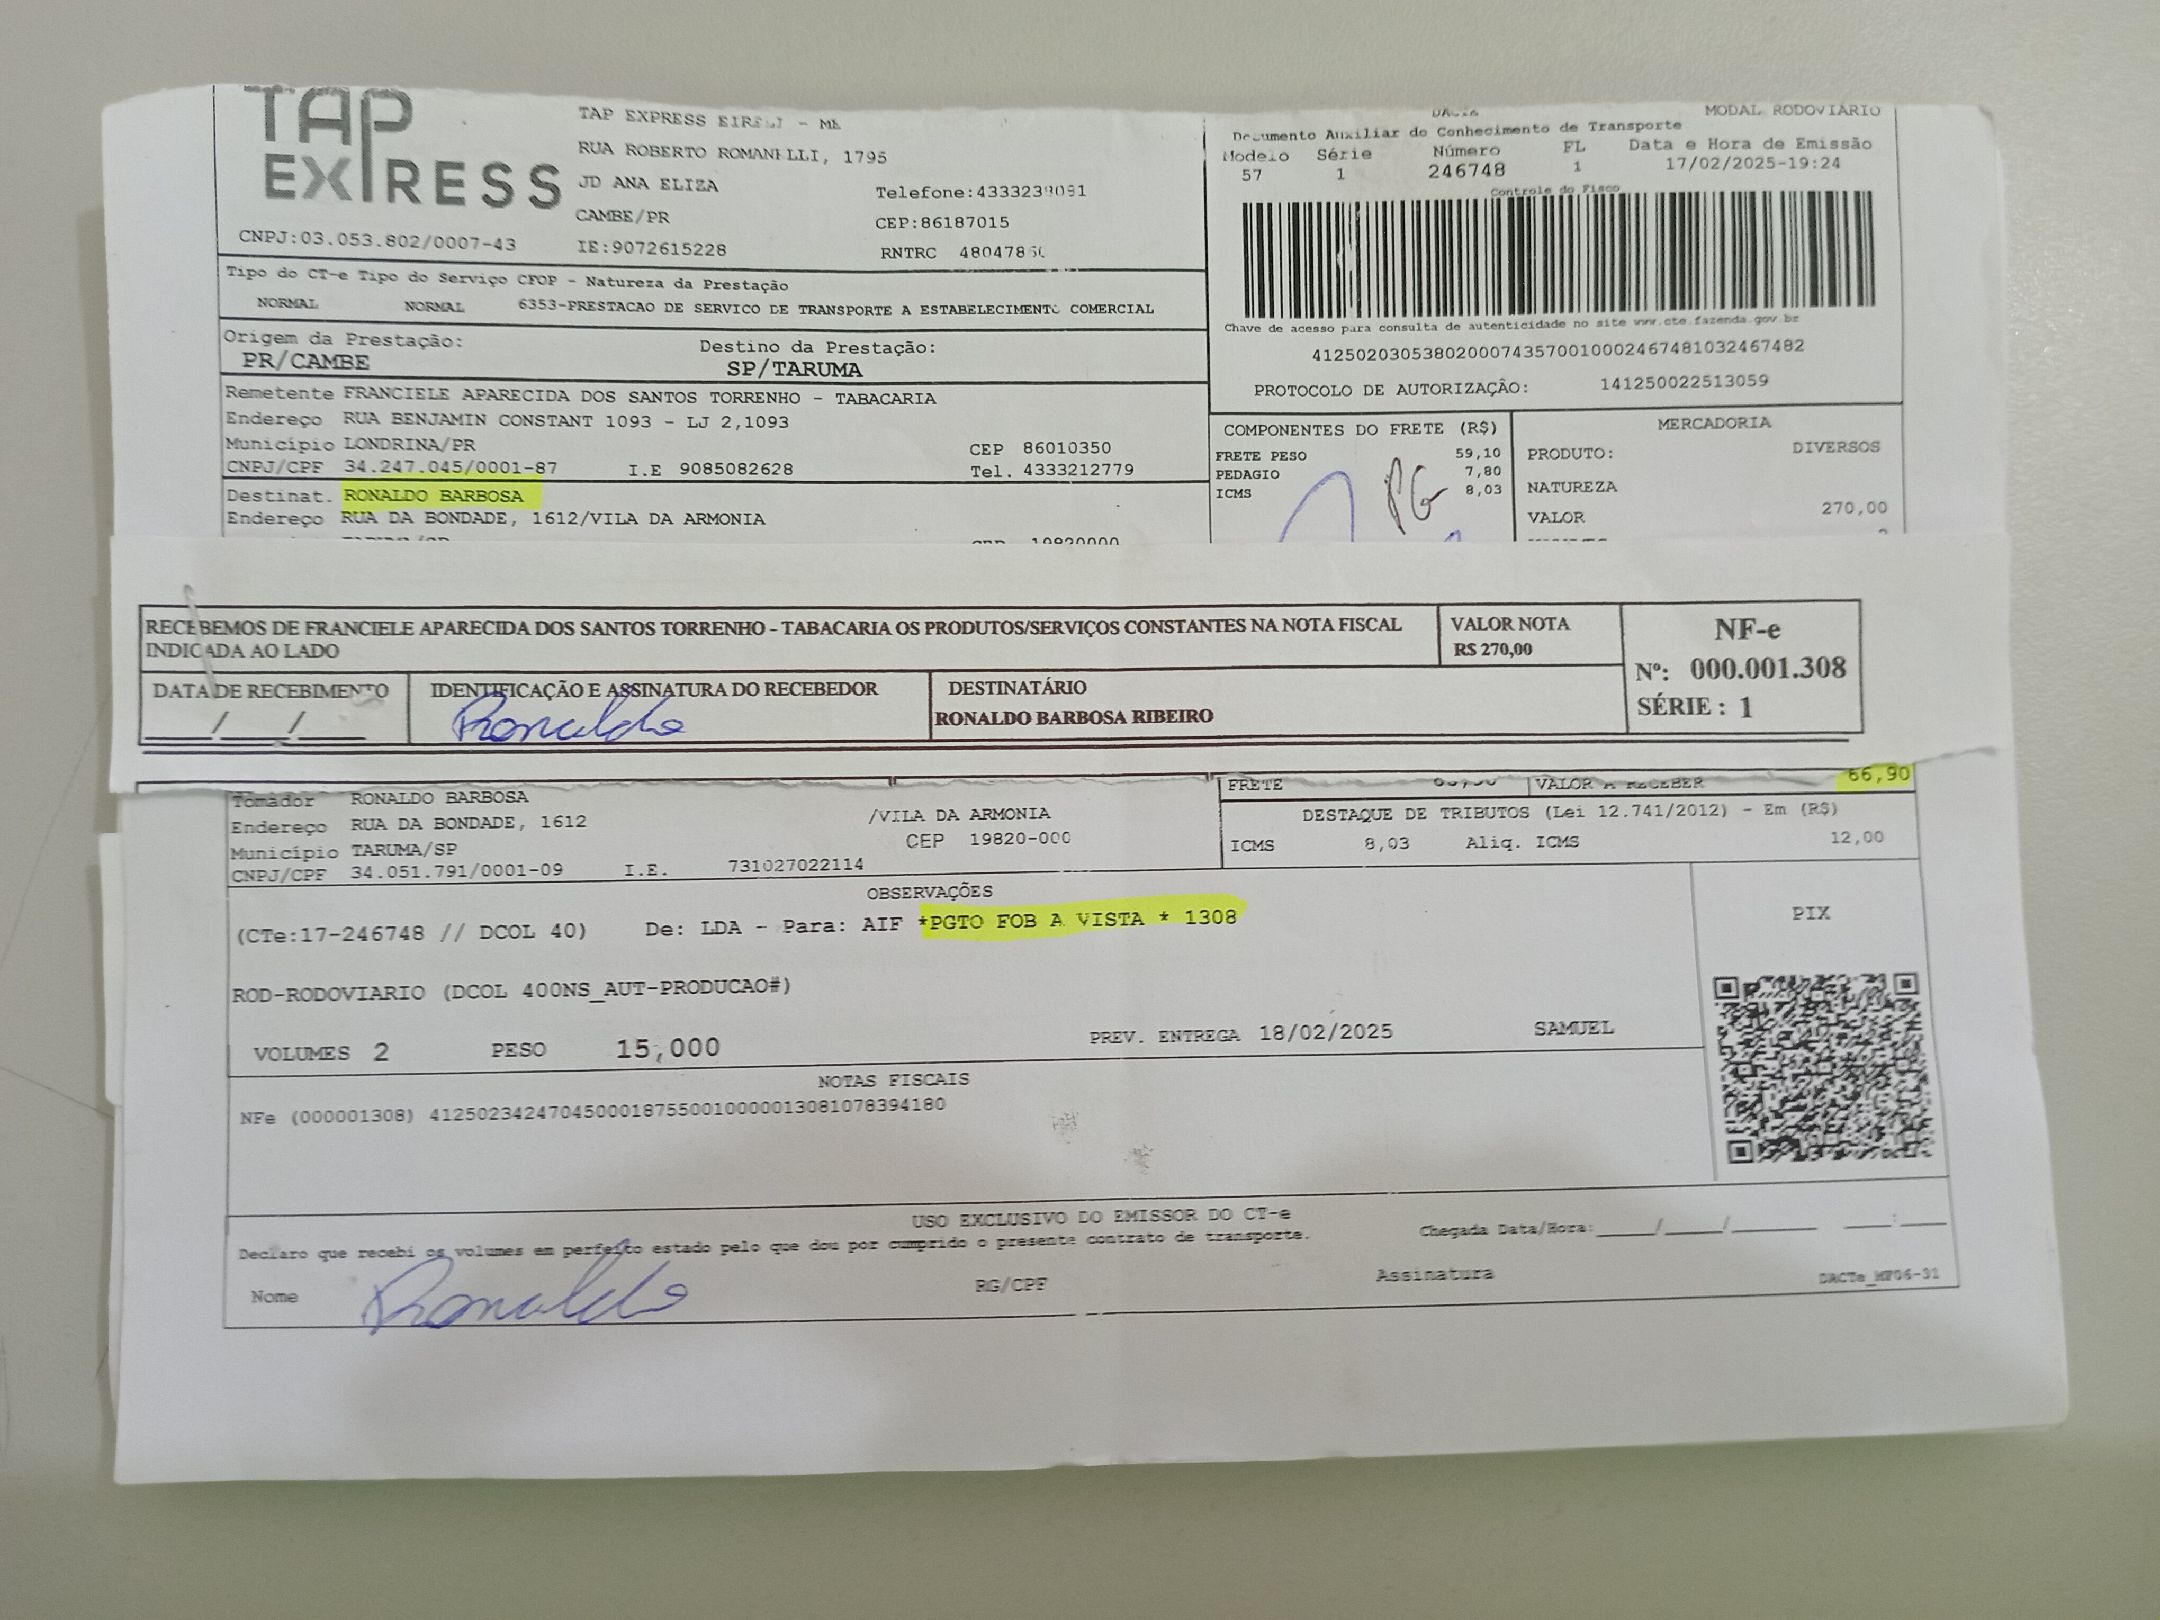 TAP
EXPRESS
CNPJ:03.053.802/0007-43
TAP EXPRESS EIRELI - ME
RUA ROBERTO ROMANELLI, 1795
JD ANA ELIZA
CAMBE/PR
IE:9072615228
CEP:86187015
RNTRC
MODAL RODOVIÁRIO
Documento Auxiliar do Conhecimento de Transporte
Modelo Série Número FL Data e Hora de Emissão
57 1 246748 1 17/02/2025-19:24
Controle do Fisco
Chave de acesso para consulta de autenticidade no site www.cte.fazenda.gov.br
41250203053802000743570010002467481032467482
PROTOCOLO DE AUTORIZAÇÃO: 141250022513059
Tipo do CT-e Tipo do Serviço CFOP - Natureza da Prestação
NORMAL NORMAL 6353-PRESTACAO DE SERVICO DE TRANSPORTE A ESTABELECIMENTO COMERCIAL
Origem da Prestação: Destino da Prestação:
PR/CAMBE SP/TARUMA
Remetente FRANCIELE APARECIDA DOS SANTOS TORRENHO - TABACARIA
Endereço RUA BENJAMIN CONSTANT 1093 - LJ 2,1093
Município LONDRINA/PR CEP 86010350
CNPJ/CPF 34.247.045/0001-87 I.E 9085082628 Tel. 4333212779
Destinat. RONALDO BARBOSA
Endereço RUA DA BONDADE, 1612/VILA DA ARMONIA
COMPONENTES DO FRETE (R$)
FRETE PESO 59,10
PEDAGIO 7,80
ICMS 8,03
PG
MERCADORIA
PRODUTO: DIVERSOS
NATUREZA
VALOR 270,00
RECEBEMOS DE FRANCIELE APARECIDA DOS SANTOS TORRENHO - TABACARIA OS PRODUTOS/SERVIÇOS CONSTANTES NA NOTA FISCAL
INDICADA AO LADO
VALOR NOTA
R$ 270,00
NF-e
Nº: 000.001.308
SÉRIE : 1
DATA DE RECEBIMENTO
__/__/__
IDENTIFICAÇÃO E ASSINATURA DO RECEBEDOR
Ronaldo
DESTINATÁRIO
RONALDO BARBOSA RIBEIRO
FRETE VALOR A RECEBER 66,90
Tomador RONALDO BARBOSA
Endereço RUA DA BONDADE, 1612 /VILA DA ARMONIA
Município TARUMA/SP CEP 19820-000
CNPJ/CPF 34.051.791/0001-09 I.E. 731027022114
DESTAQUE DE TRIBUTOS (Lei 12.741/2012) - Em (R$)
ICMS 8,03 Aliq. ICMS 12,00
OBSERVAÇÕES
(CTe:17-246748 // DCOL 40) De: LDA - Para: AIF *PGTO FOB A VISTA * 1308
PIX
ROD-RODOVIARIO (DCOL 400NS_AUT-PRODUCAO#)
VOLUMES 2 PESO 15,000 PREV. ENTREGA 18/02/2025 SAMUEL
NOTAS FISCAIS
NFe (000001308) 41250234247045000187550010000013081078394180
USO EXCLUSIVO DO EMISSOR DO CT-e
Declaro que recebi os volumes em perfeito estado pelo que dou por cumprido o presente contrato de transporte.
Chegada Data/Hora:____/____/______ ___:___
Nome Ronaldo RG/CPF Assinatura